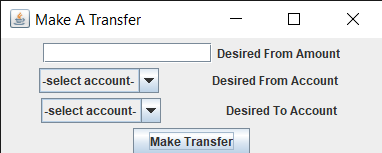 Make A Transfer
Desired From Amount
-select account- Desired From Account
-select account- Desired To Account
Make Transfer